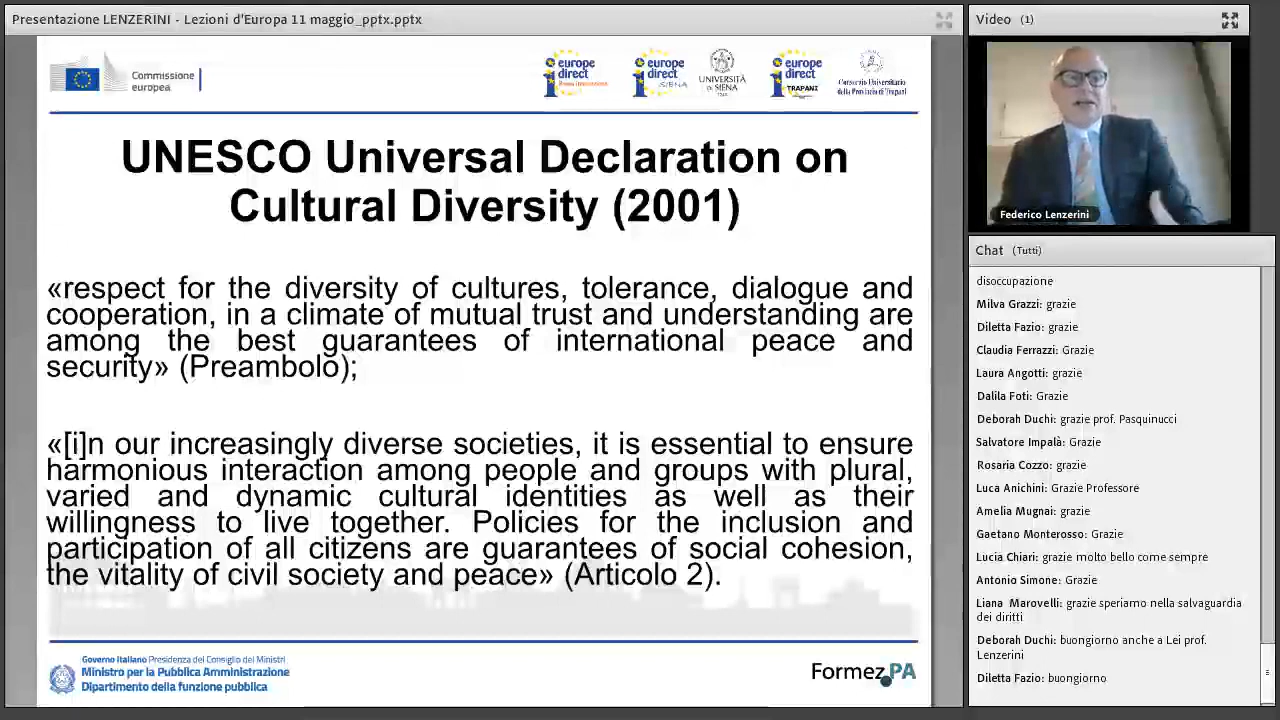 Presentazione LENZERINI - Lezioni d'Europa 11 maggio_pptx.pptx
Commissione
europea
europe
direct
europe
direct
SIENA
UNIVERSITÀ
DI SIENA
europe
direct
TRAPANI
Consorzio Universitario
della Provincia di Trapani
UNESCO Universal Declaration on
Cultural Diversity (2001)
«respect for the diversity of cultures, tolerance, dialogue and
cooperation, in a climate of mutual trust and understanding are
among the best guarantees of international peace and
security» (Preambolo);
«[i]n our increasingly diverse societies, it is essential to ensure
harmonious interaction among people and groups with plural,
varied and dynamic cultural identities as well as their
willingness to live together. Policies for the inclusion and
participation of all citizens are guarantees of social cohesion,
the vitality of civil society and peace» (Articolo 2).
Governo Italiano Presidenza del Consiglio dei Ministri
Ministro per la Pubblica Amministrazione
Dipartimento della funzione pubblica
Formez PA
Video (1)
Federico Lenzerini
Chat (Tutti)
disoccupazione
Milva Grazzi: grazie
Diletta Fazio: grazie
Claudia Ferrazzi: Grazie
Laura Angotti: grazie
Dalila Foti: Grazie
Deborah Duchi: grazie prof. Pasquinucci
Salvatore Impalà: Grazie
Rosaria Cozzo: grazie
Luca Anichini: Grazie Professore
Amelia Mugnai: grazie
Gaetano Monterosso: Grazie
Lucia Chiari: grazie molto bello come sempre
Antonio Simone: Grazie
Liana Marovelli: grazie speriamo nella salvaguardia
dei diritti
Deborah Duchi: buongiorno anche a Lei prof.
Lenzerini
Diletta Fazio: buongiorno